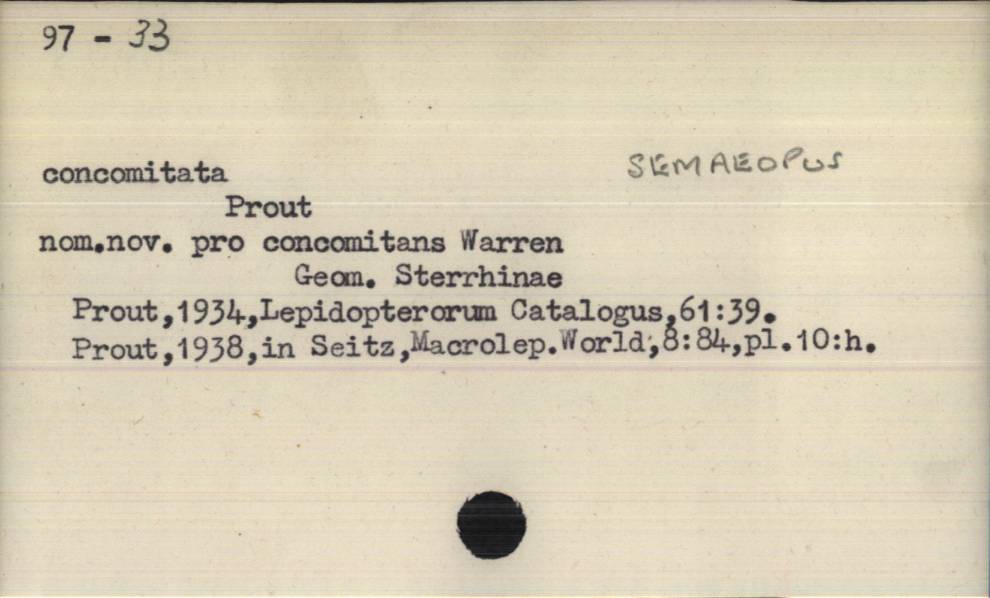 97 - 33
SEMAEOPUS
concomitata
Prout
nom.nov. pro concomitans Warren
Geom. Sterrhinae
Prout,1934,Lepidopterorum Catalogus,61:39.
Prout,1938,in Seitz,Macrolep.World,8:84,pl.10:h.